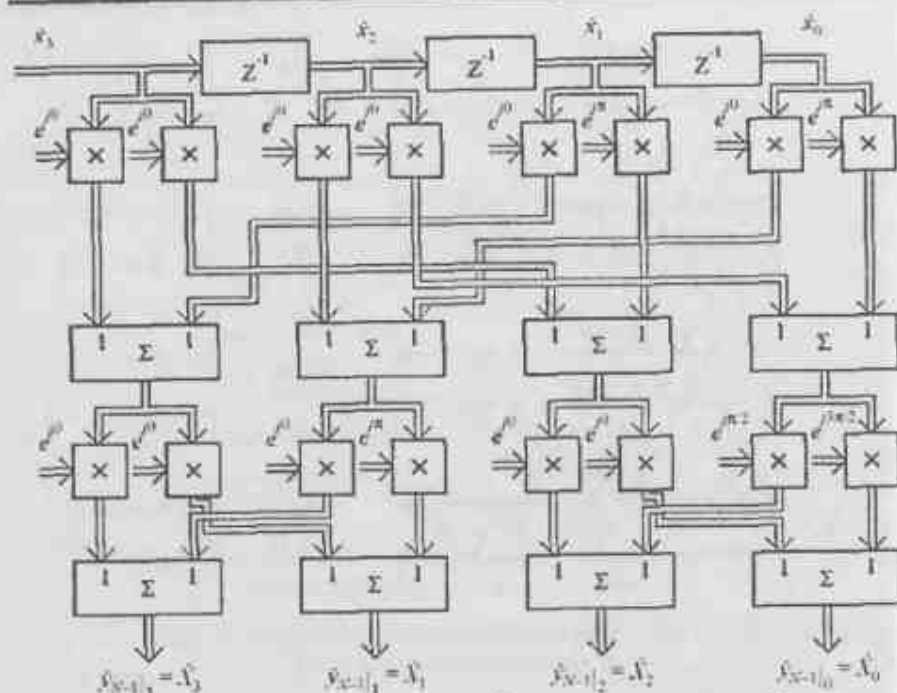 x̂₃ x̂₂ x̂₁ x̂₀
Z⁻¹ Z⁻¹ Z⁻¹
e^{j0} e^{j0} e^{j0} e^{j0} e^{j0} e^{jπ} e^{j0} e^{jπ}
× × × × × × × ×
1 1 1 1 1 1 1 1
Σ Σ Σ Σ
e^{j0} e^{j0} e^{j0} e^{jπ} e^{j0} e^{j0} e^{jπ/2} e^{j3π/2}
× × × × × × × ×
1 1 1 1 1 1 1 1
Σ Σ Σ Σ
ŷ_{N-1}|₃ = X̂₃ ŷ_{N-1}|₁ = X̂₁ ŷ_{N-1}|₂ = X̂₂ ŷ_{N-1}|₀ = X̂₀